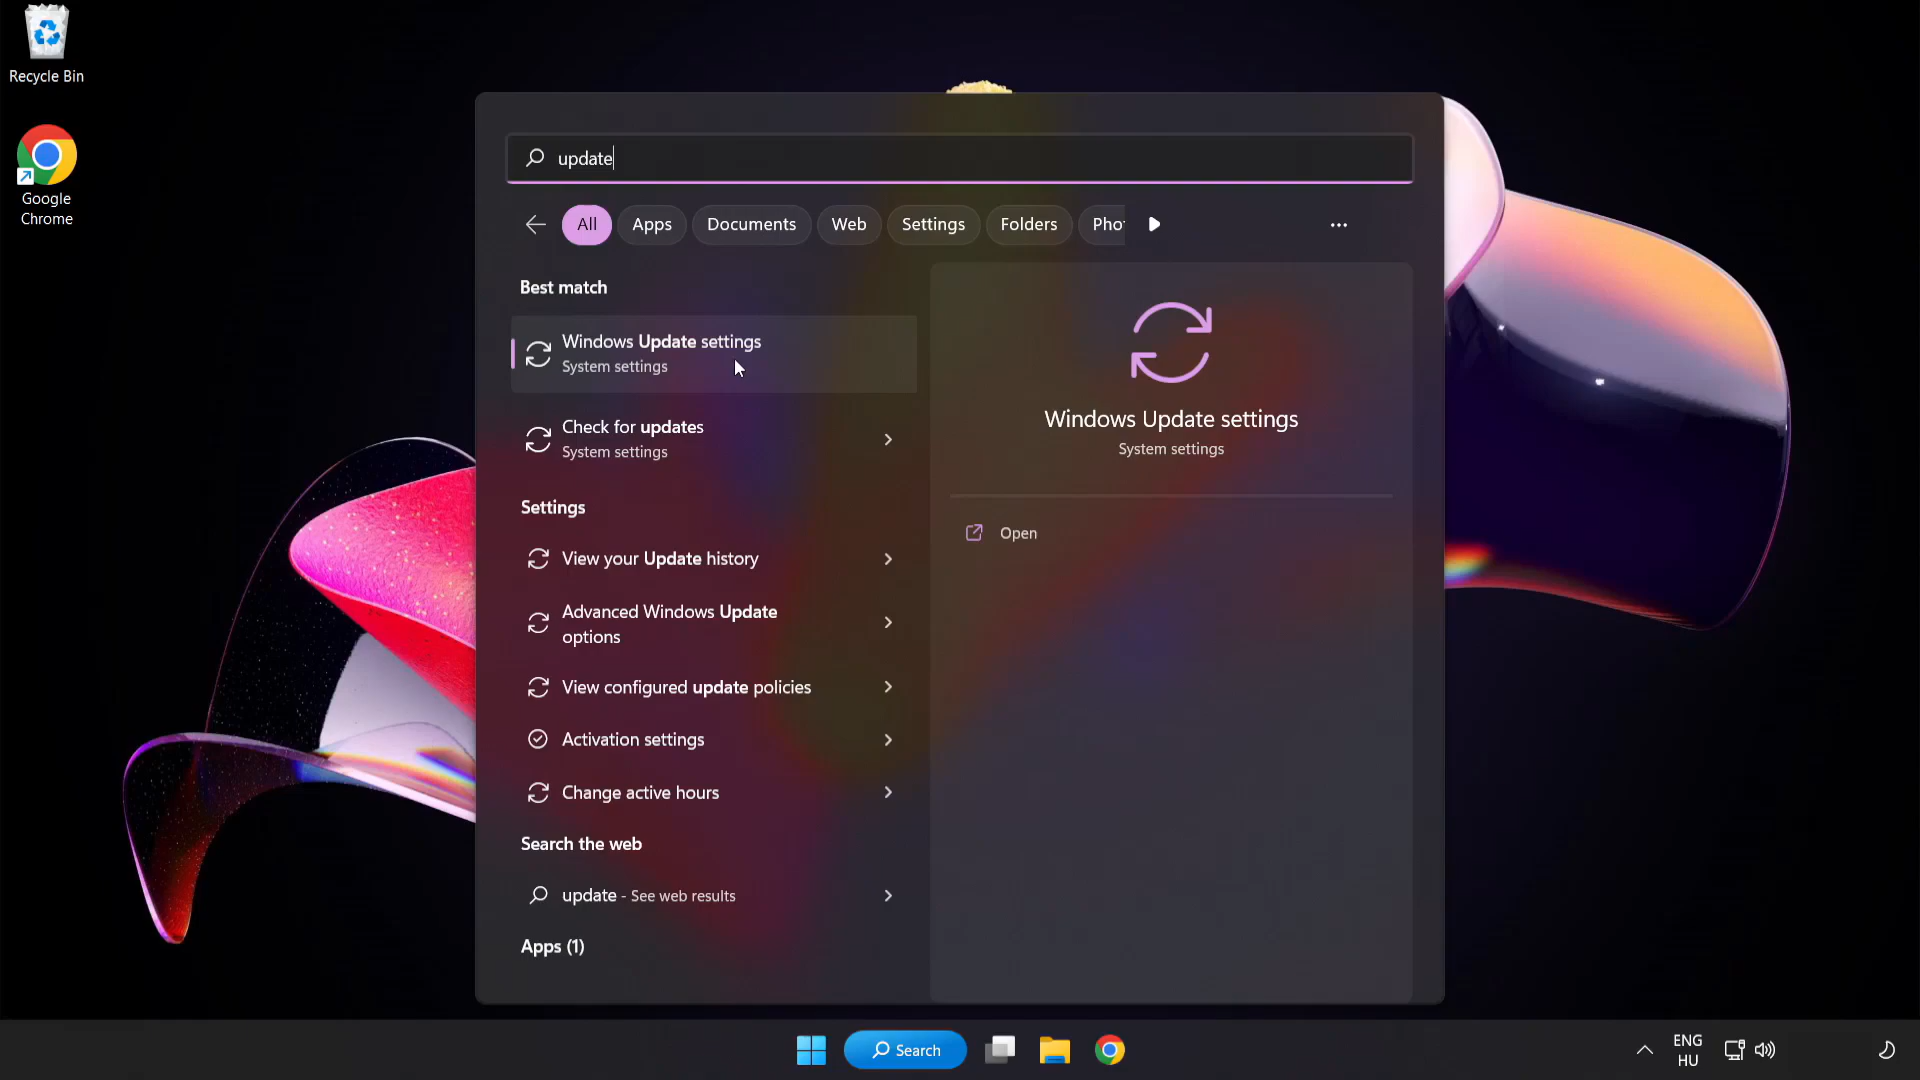 Recycle Bin
Google
Chrome
update
All
Apps
Documents
Web
Settings
Folders
Pho
Best match
Windows Update settings
System settings
Check for updates
System settings
Settings
View your Update history
Advanced Windows Update
options
View configured update policies
Activation settings
Change active hours
Search the web
update - See web results
Apps (1)
Windows Update settings
System settings
Open
Search
ENG
HU